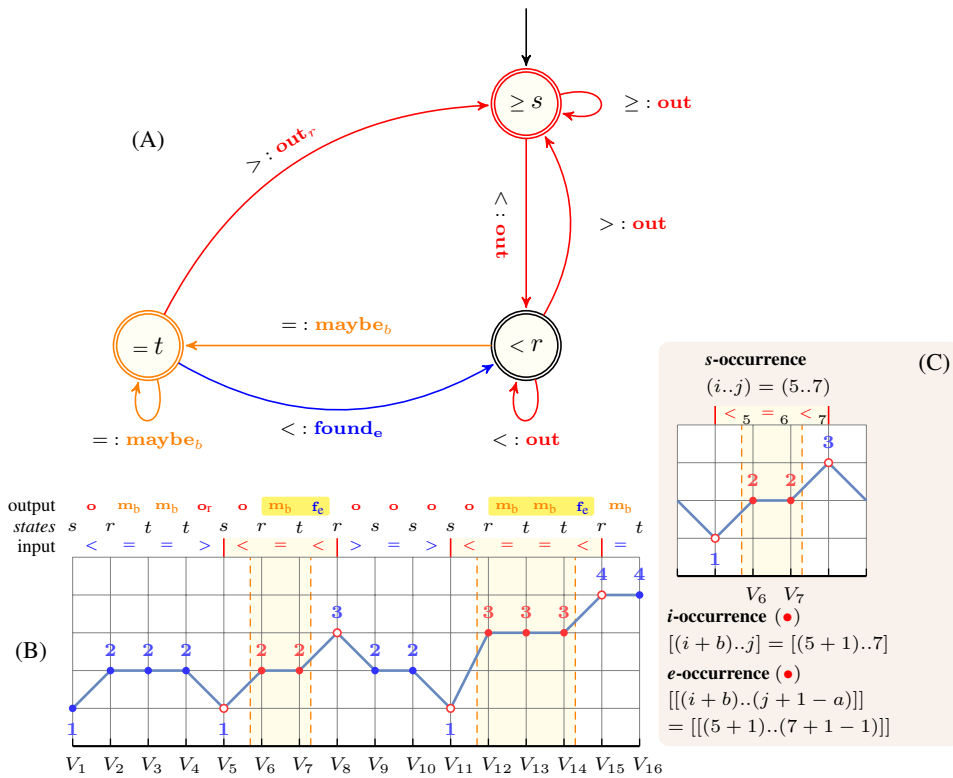 (A)
≥ s
≥ : out
> : out_r
< : out
> : out
= : maybe_b
= t
< r
= : maybe_b
< : found_e
< : out
(C)
s-occurrence
(i..j) = (5..7)
< 5 = 6 < 7
3
2 2
1
V6 V7
i-occurrence (•)
[(i + b)..j] = [(5 + 1)..7]
e-occurrence (•)
[[(i + b)..(j + 1 − a)]]
= [[(5 + 1)..(7 + 1 − 1)]]
(B)
output o m_b m_b o_r o m_b f_e o o o o m_b m_b f_e m_b
states s r t t s r t r s s s r t t r t
input < = = > < = < > = > < = = < =
4 4
3 3 3 3
2 2 2 2 2 2 2
1 1 1
V1 V2 V3 V4 V5 V6 V7 V8 V9 V10 V11 V12 V13 V14 V15 V16